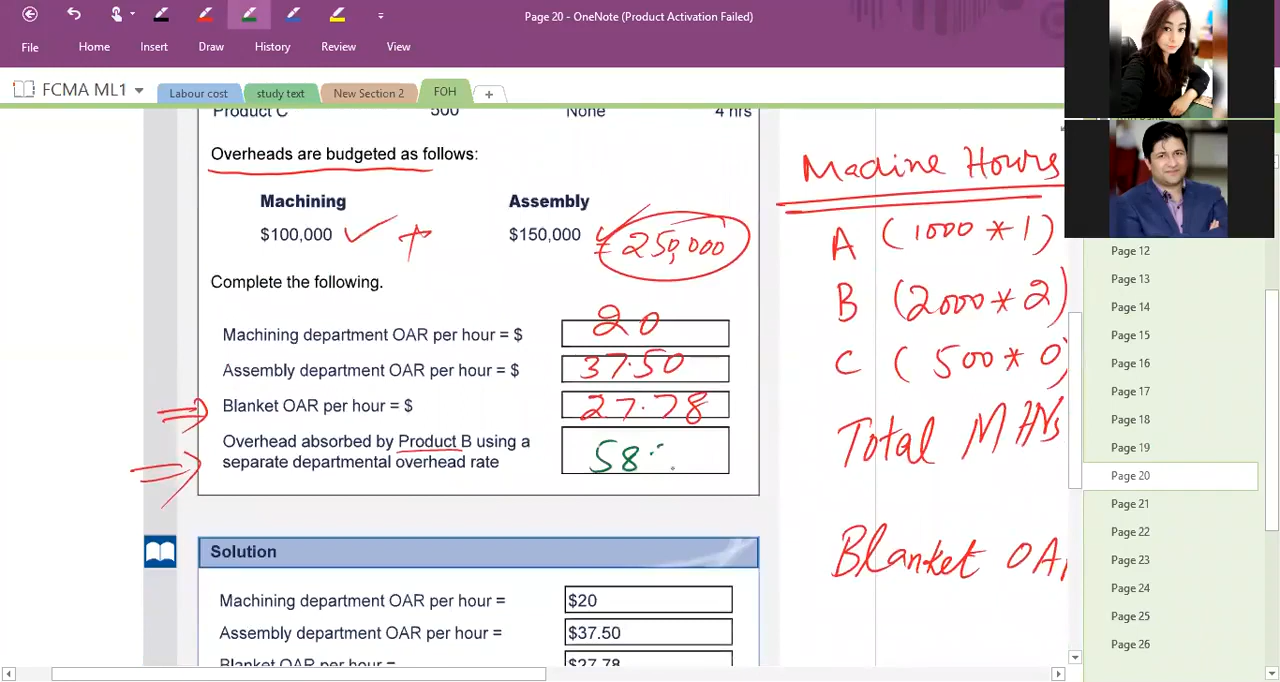 Page 20 - OneNote (Product Activation Failed)
File Home Insert Draw History Review View
FCMA ML1
Labour cost study text New Section 2 FOH +
Product C 500 None 4 hrs
Overheads are budgeted as follows:
Machining Assembly
$100,000 + $150,000 = 250,000
Complete the following.
Machining department OAR per hour = $ 20
Assembly department OAR per hour = $ 37.50
Blanket OAR per hour = $ 27.78
Overhead absorbed by Product B using a
separate departmental overhead rate 58
Solution
Machining department OAR per hour = $20
Assembly department OAR per hour = $37.50
Blanket OAR per hour = $27.78
Machine Hours
A (1000 * 1)
B (2000 * 2)
C ( 500 * 0)
Total MHrs
Blanket OA
Page 12
Page 13
Page 14
Page 15
Page 16
Page 17
Page 18
Page 19
Page 20
Page 21
Page 22
Page 23
Page 24
Page 25
Page 26